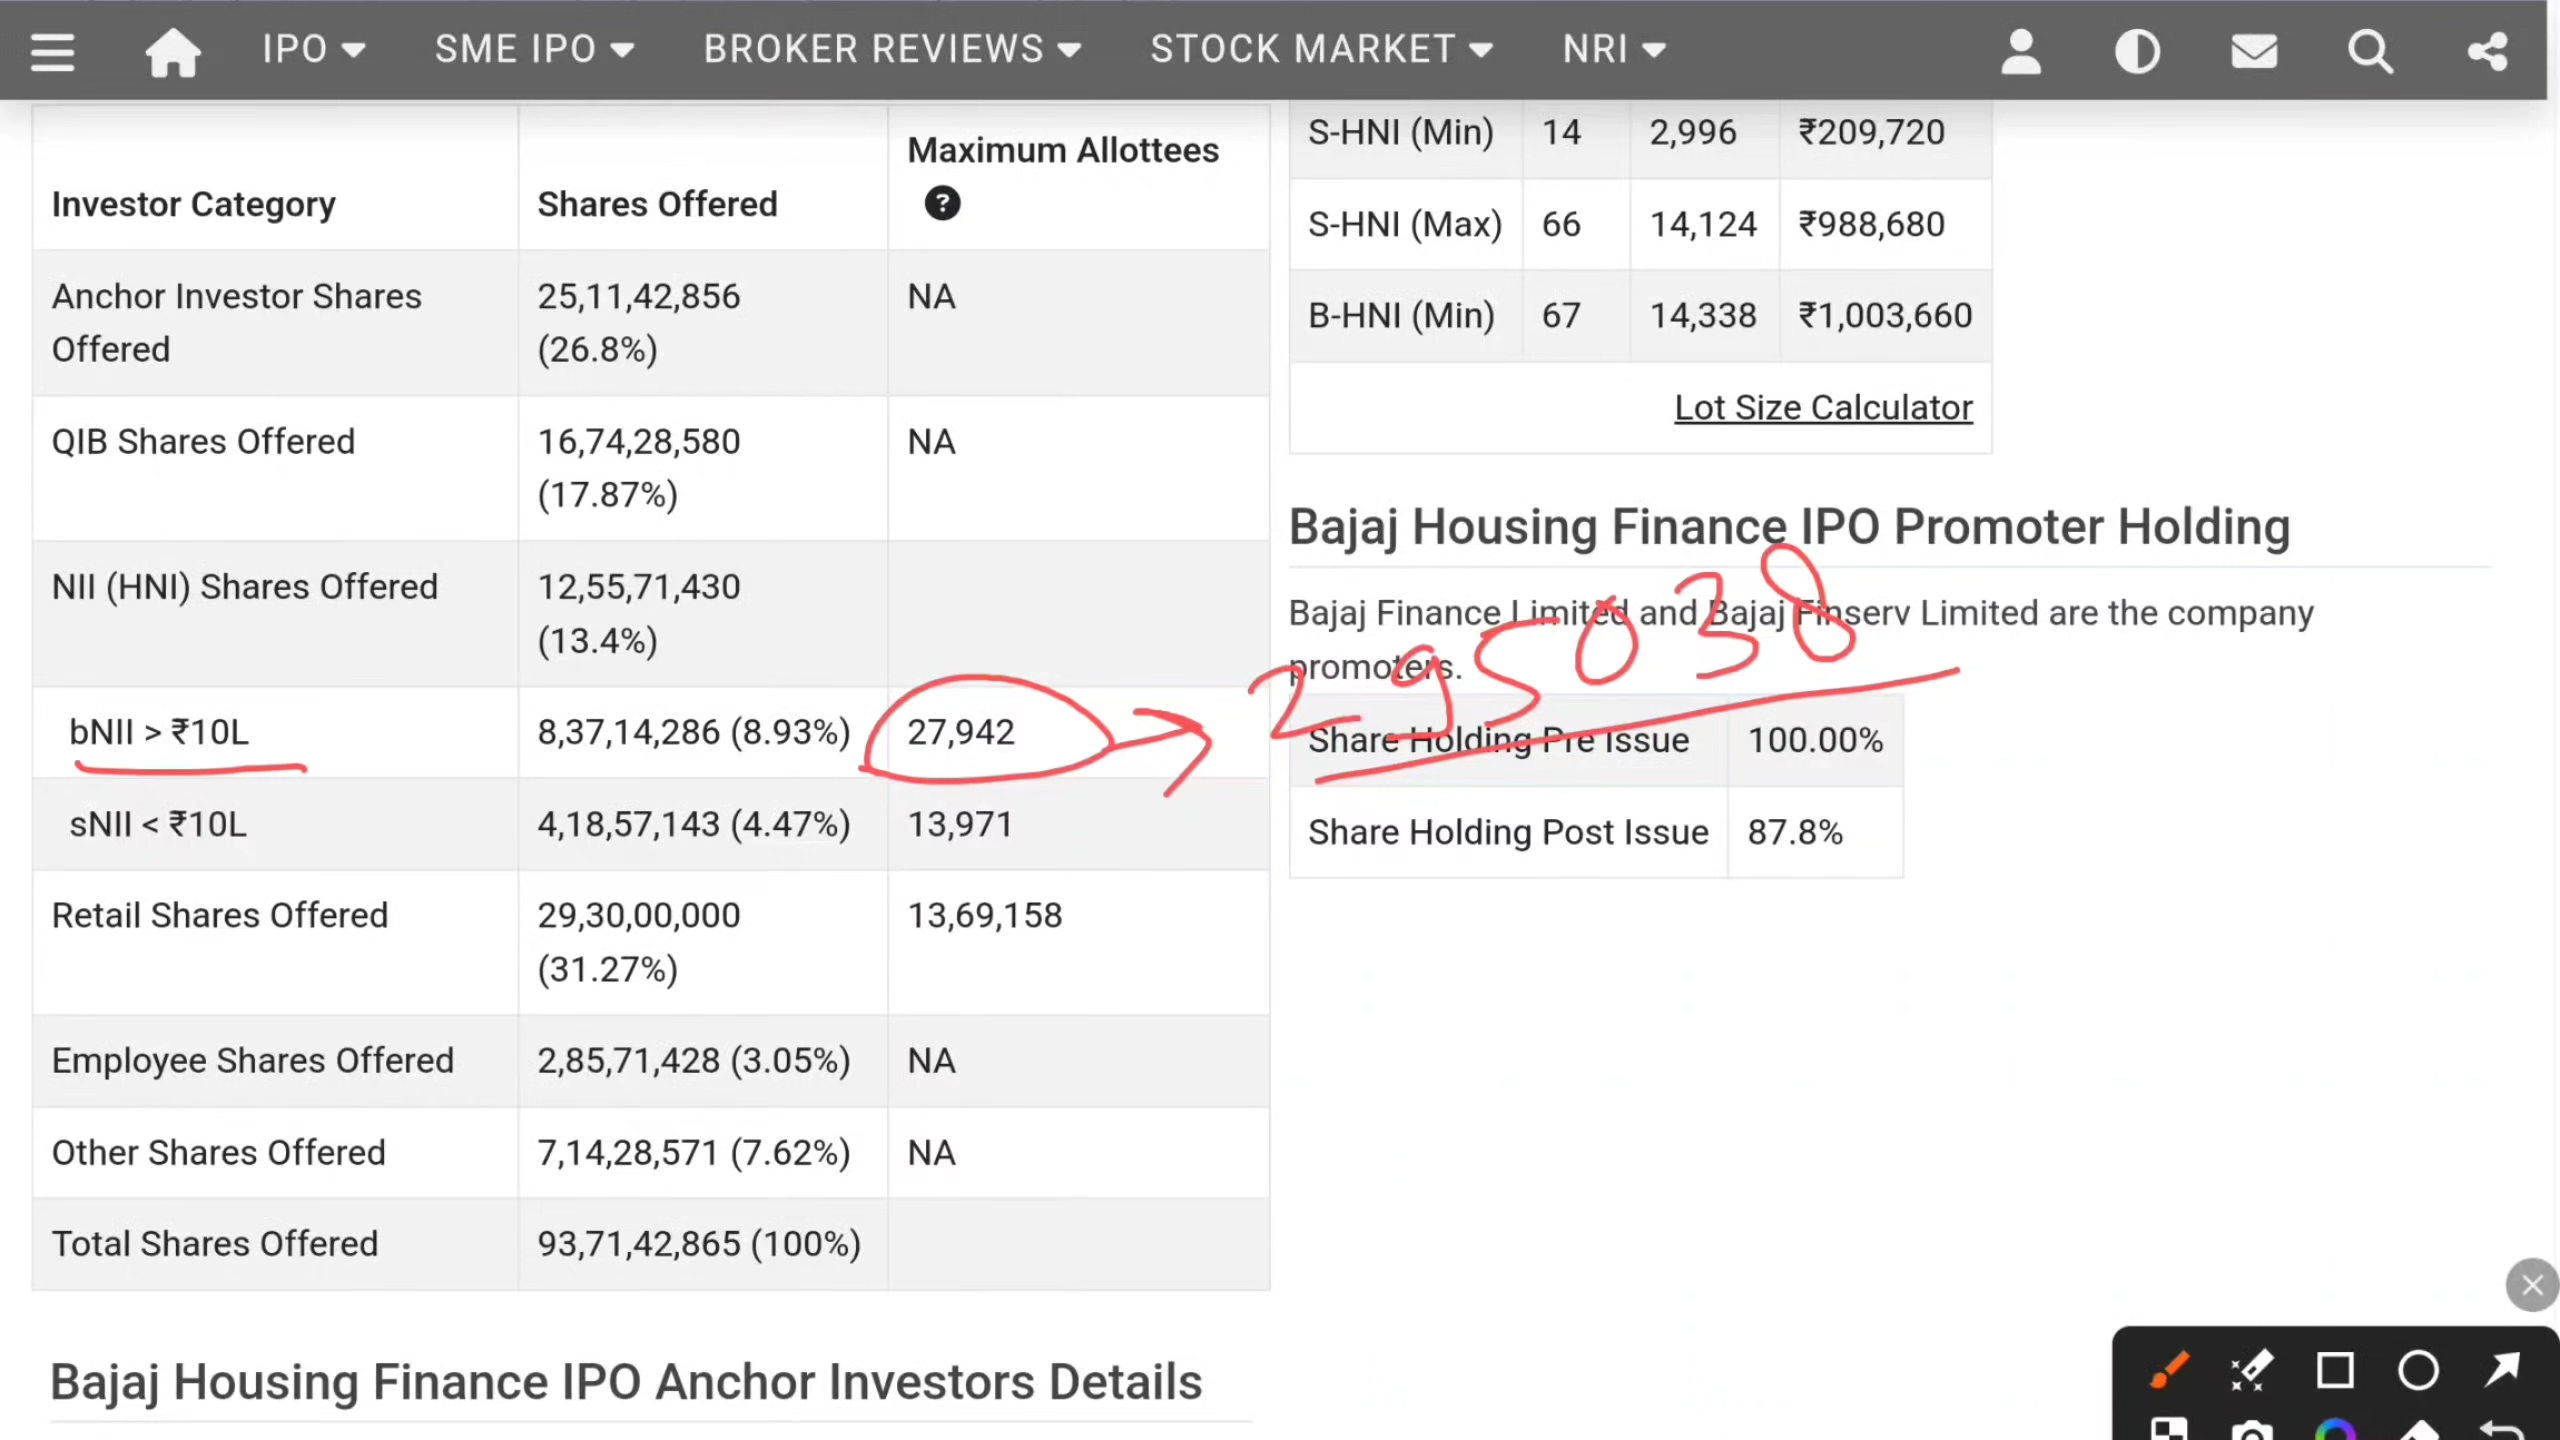 IPO SME IPO BROKER REVIEWS STOCK MARKET NRI
Investor Category Shares Offered Maximum Allottees
?
Anchor Investor Shares Offered 25,11,42,856 (26.8%) NA
QIB Shares Offered 16,74,28,580 (17.87%) NA
NII (HNI) Shares Offered 12,55,71,430 (13.4%)
bNII > ₹10L 8,37,14,286 (8.93%) 27,942
sNII < ₹10L 4,18,57,143 (4.47%) 13,971
Retail Shares Offered 29,30,00,000 (31.27%) 13,69,158
Employee Shares Offered 2,85,71,428 (3.05%) NA
Other Shares Offered 7,14,28,571 (7.62%) NA
Total Shares Offered 93,71,42,865 (100%)
Bajaj Housing Finance IPO Anchor Investors Details
S-HNI (Min) 14 2,996 ₹209,720
S-HNI (Max) 66 14,124 ₹988,680
B-HNI (Min) 67 14,338 ₹1,003,660
Lot Size Calculator
Bajaj Housing Finance IPO Promoter Holding
Bajaj Finance Limited and Bajaj Finserv Limited are the company
promoters.
295038
Share Holding Pre Issue 100.00%
Share Holding Post Issue 87.8%